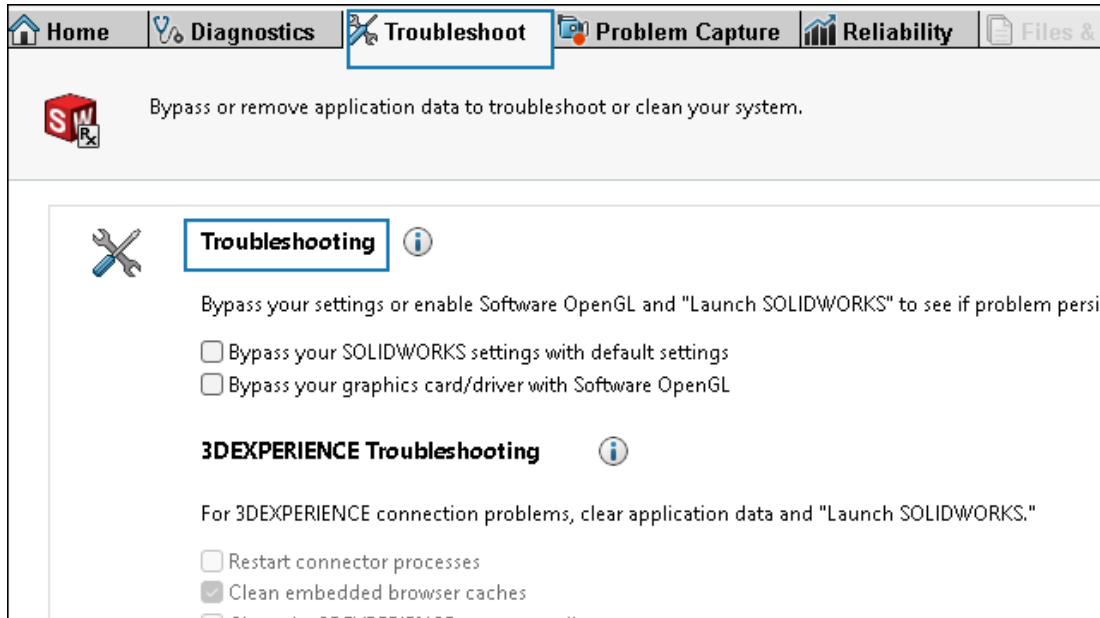 Home Diagnostics Troubleshoot Problem Capture Reliability Files &
SW Rx
Bypass or remove application data to troubleshoot or clean your system.
Troubleshooting
Bypass your settings or enable Software OpenGL and "Launch SOLIDWORKS" to see if problem persi
Bypass your SOLIDWORKS settings with default settings
Bypass your graphics card/driver with Software OpenGL
3DEXPERIENCE Troubleshooting
For 3DEXPERIENCE connection problems, clear application data and "Launch SOLIDWORKS."
Restart connector processes
Clean embedded browser caches